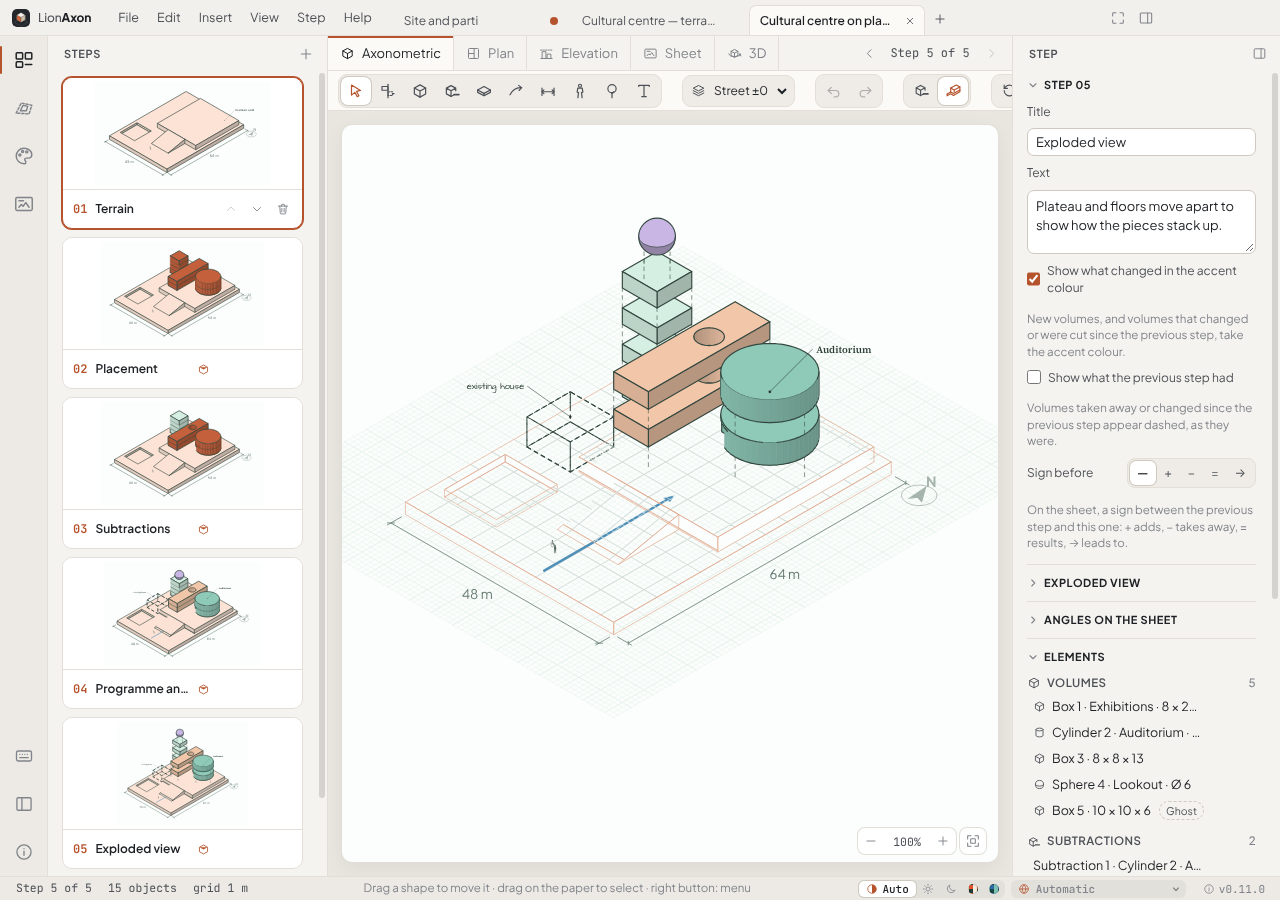 LionAxon
File
Edit
Insert
View
Step
Help
Site and parti
Cultural centre — terra...
Cultural centre on pla...
STEPS
Axonometric
Plan
Elevation
Sheet
3D
Step 5 of 5
STEP
Street ±0
01 Terrain
02 Placement
03 Subtractions
04 Programme an...
05 Exploded view
Auditorium
existing house
N
48 m
64 m
100%
STEP 05
Title
Exploded view
Text
Plateau and floors move apart to
show how the pieces stack up.
Show what changed in the accent
colour
New volumes, and volumes that changed
or were cut since the previous step, take
the accent colour.
Show what the previous step had
Volumes taken away or changed since the
previous step appear dashed, as they
were.
Sign before
— + − = →
On the sheet, a sign between the previous
step and this one: + adds, − takes away, =
results, → leads to.
EXPLODED VIEW
ANGLES ON THE SHEET
ELEMENTS
VOLUMES 5
Box 1 · Exhibitions · 8 × 2...
Cylinder 2 · Auditorium · ...
Box 3 · 8 × 8 × 13
Sphere 4 · Lookout · Ø 6
Box 5 · 10 × 10 × 6 Ghost
SUBTRACTIONS 2
Subtraction 1 · Cylinder 2 · A...
Step 5 of 5
15 objects
grid 1 m
Drag a shape to move it · drag on the paper to select · right button: menu
Auto
Automatic
v0.11.0